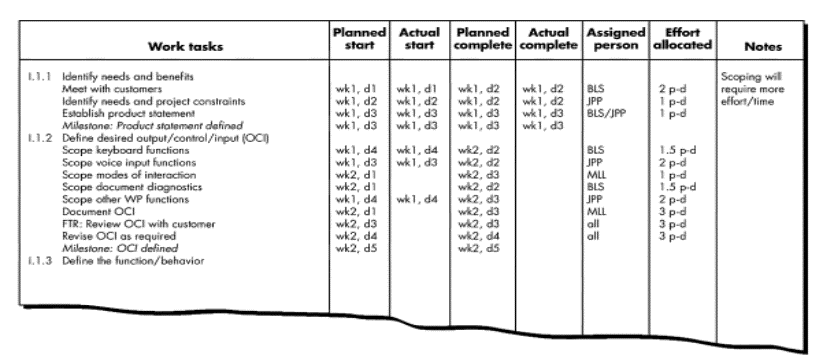 Work tasks Planned start Actual start Planned complete Actual complete Assigned person Effort allocated Notes
I.1.1 Identify needs and benefits Scoping will
Meet with customers wk1, d1 wk1, d1 wk1, d2 wk1, d2 BLS 2 p-d require more
Identify needs and project constraints wk1, d2 wk1, d2 wk1, d2 wk1, d2 JPP 1 p-d effort/time
Establish product statement wk1, d3 wk1, d3 wk1, d3 wk1, d3 BLS/JPP 1 p-d
Milestone: Product statement defined wk1, d3 wk1, d3 wk1, d3 wk1, d3
I.1.2 Define desired output/control/input (OCI)
Scope keyboard functions wk1, d4 wk1, d4 wk2, d2 BLS 1.5 p-d
Scope voice input functions wk1, d3 wk1, d3 wk2, d2 JPP 2 p-d
Scope modes of interaction wk2, d1 wk2, d3 MLL 1 p-d
Scope document diagnostics wk2, d1 wk2, d2 BLS 1.5 p-d
Scope other WP functions wk1, d4 wk1, d4 wk2, d3 JPP 2 p-d
Document OCI wk2, d1 wk2, d3 MLL 3 p-d
FTR: Review OCI with customer wk2, d3 wk2, d3 all 3 p-d
Revise OCI as required wk2, d4 wk2, d4 all 3 p-d
Milestone: OCI defined wk2, d5 wk2, d5
I.1.3 Define the function/behavior